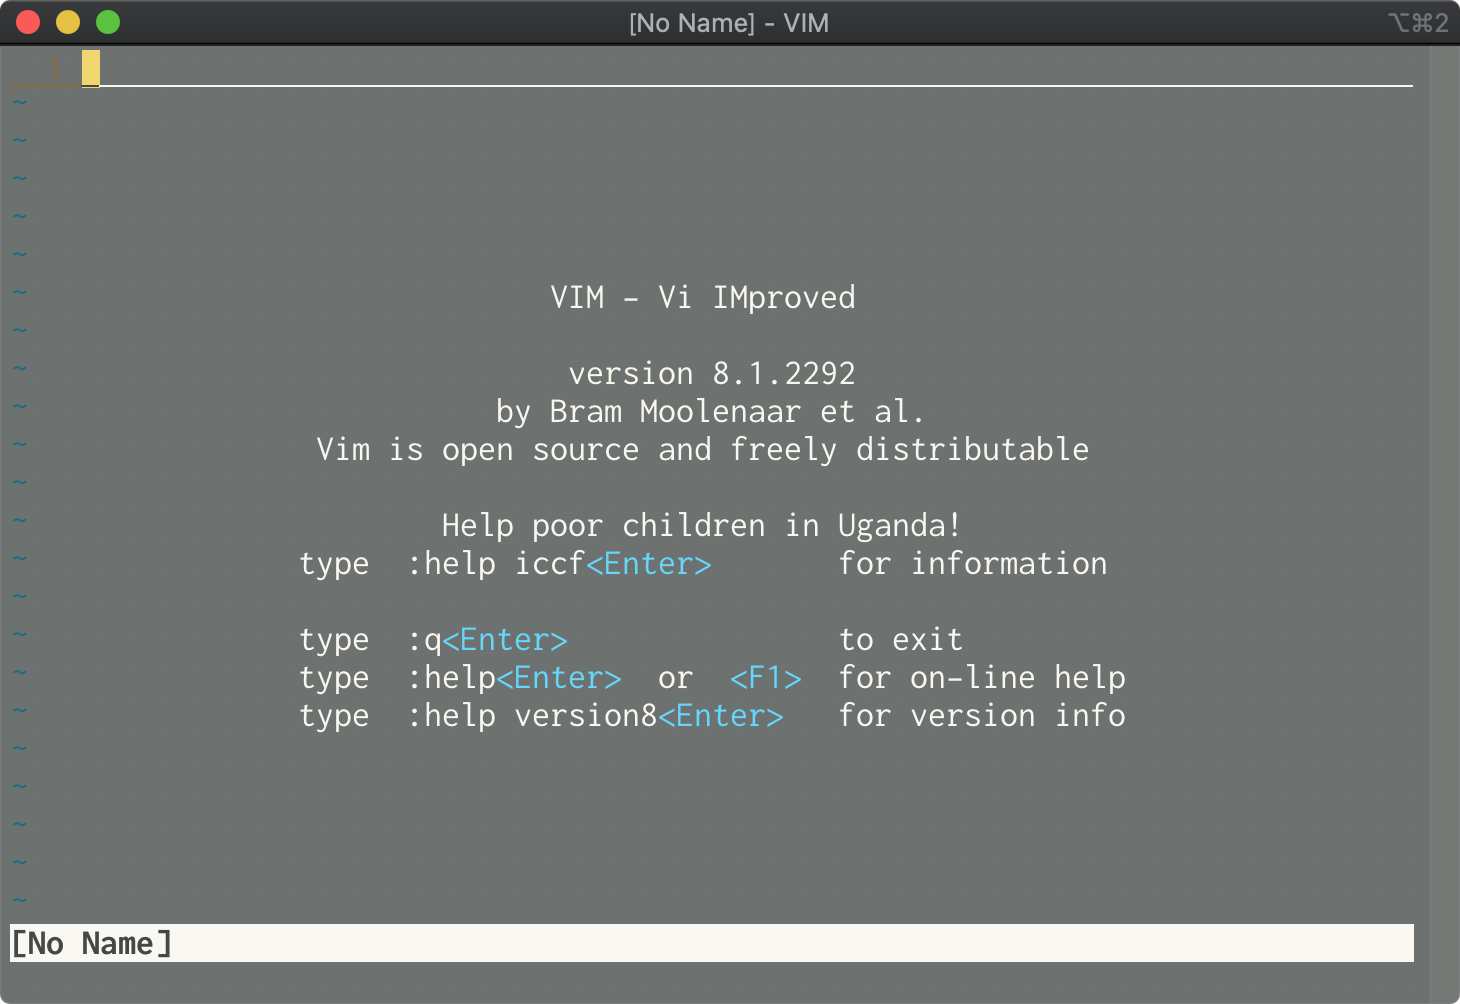 [No Name] - VIM
⌥⌘2
1
~
~
~
~
~
~ VIM - Vi IMproved
~
~ version 8.1.2292
~ by Bram Moolenaar et al.
~ Vim is open source and freely distributable
~
~ Help poor children in Uganda!
~ type :help iccf<Enter> for information
~
~ type :q<Enter> to exit
~ type :help<Enter> or <F1> for on-line help
~ type :help version8<Enter> for version info
~
~
~
~
~
[No Name]